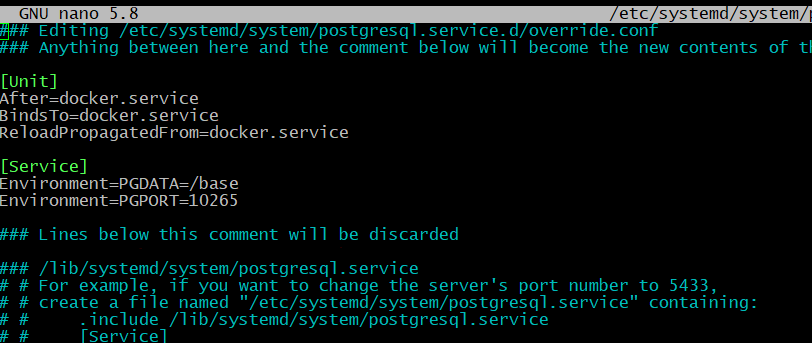 GNU nano 5.8 /etc/systemd/system/p
### Editing /etc/systemd/system/postgresql.service.d/override.conf
### Anything between here and the comment below will become the new contents of th
[Unit]
After=docker.service
BindsTo=docker.service
ReloadPropagatedFrom=docker.service
[Service]
Environment=PGDATA=/base
Environment=PGPORT=10265
### Lines below this comment will be discarded
### /lib/systemd/system/postgresql.service
# # For example, if you want to change the server's port number to 5433,
# # create a file named "/etc/systemd/system/postgresql.service" containing:
# #     .include /lib/systemd/system/postgresql.service
# #     [Service]